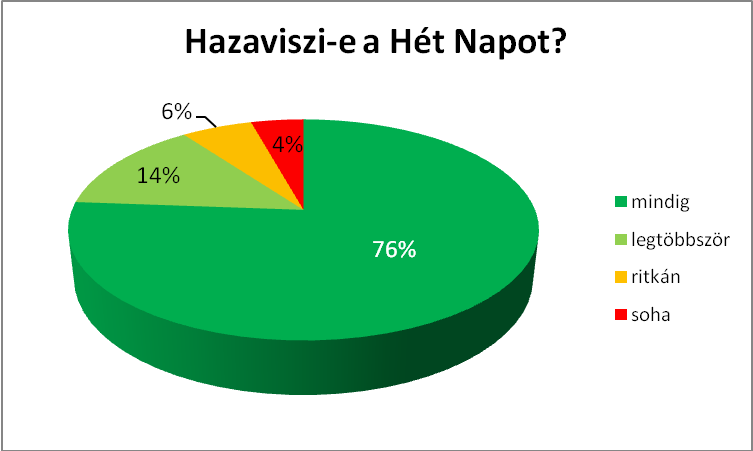 Hazaviszi-e a Hét Napot?
6%
4%
14%
76%
mindig
legtöbbször
ritkán
soha